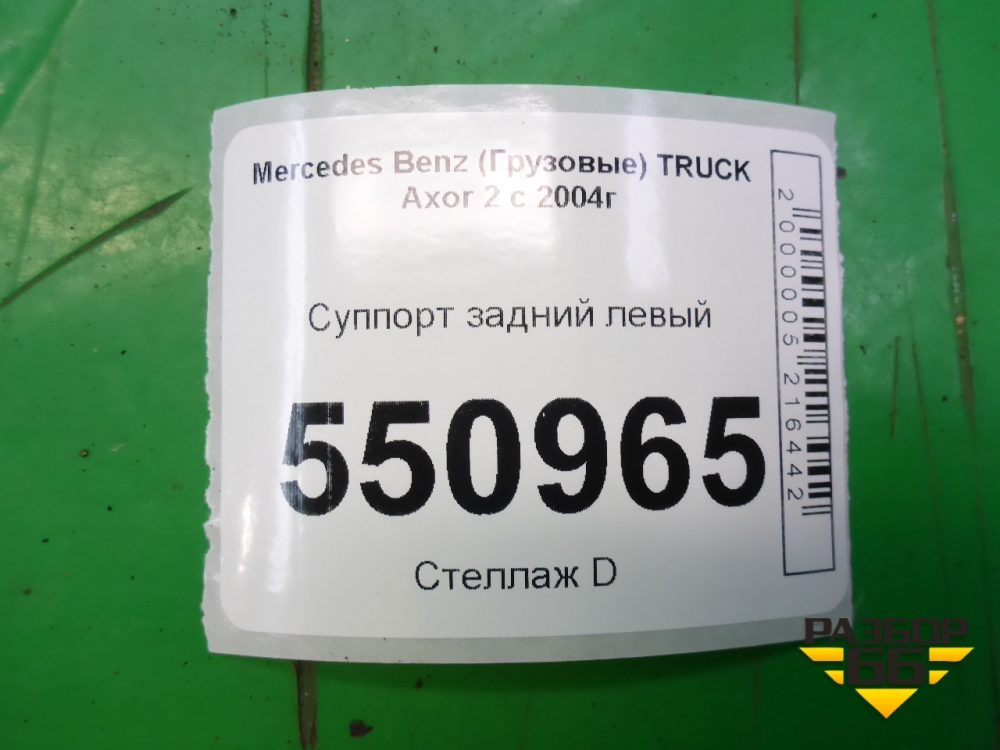 Mercedes Benz (Грузовые) TRUCK
Axor 2 с 2004г
Суппорт задний левый
550965
Стеллаж D
2000005216442
РАЗБОР
66